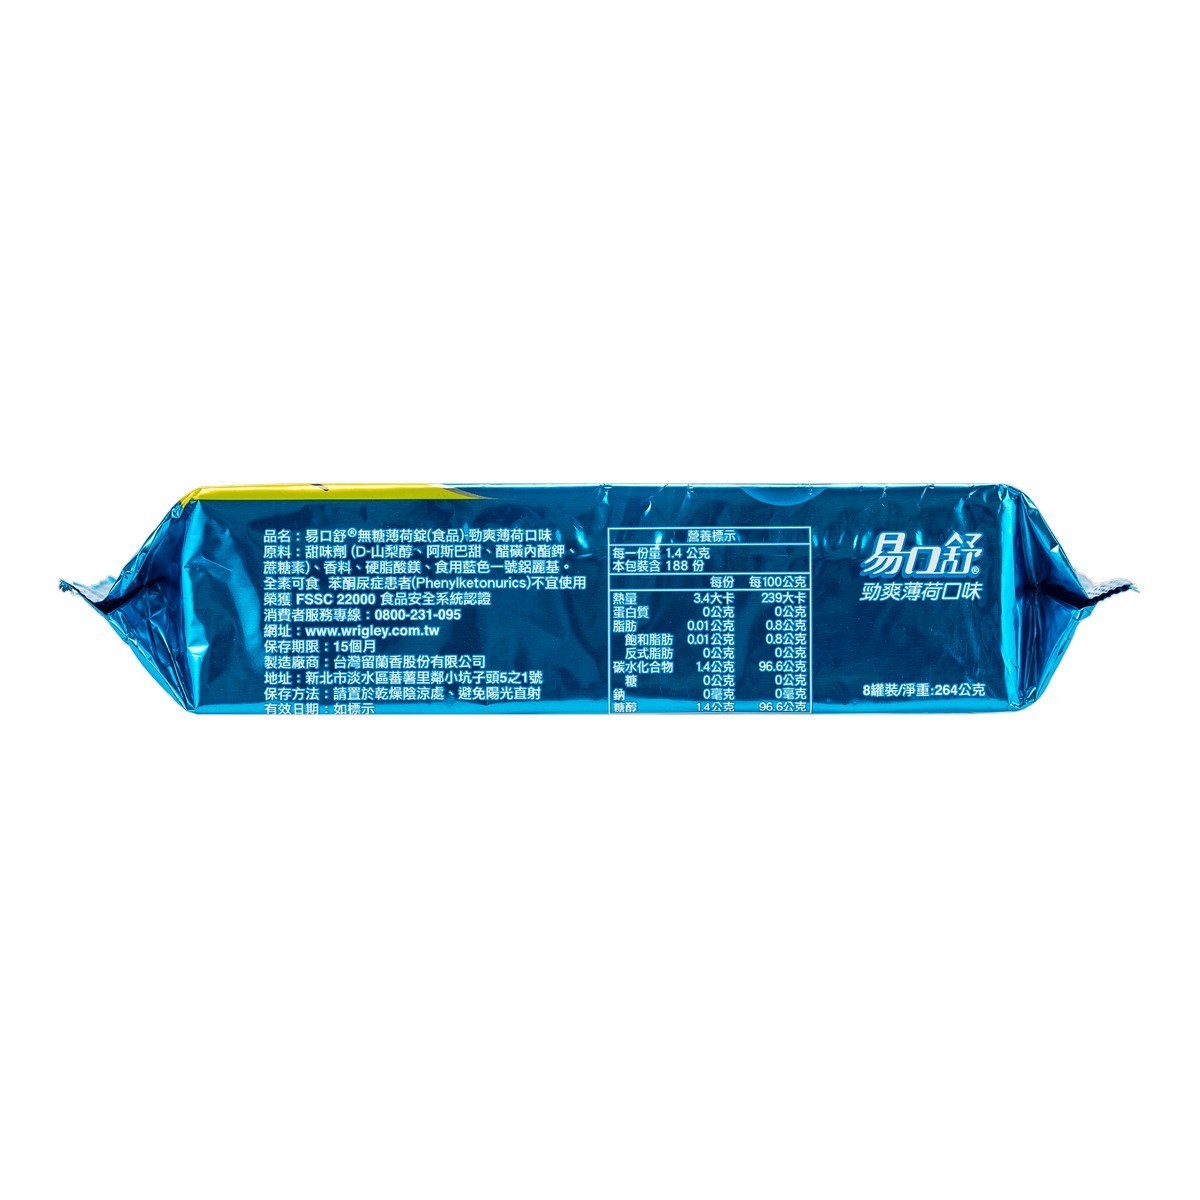 品名：易口舒®無糖薄荷錠(食品)-勁爽薄荷口味
原料：甜味劑 (D-山梨醇、阿斯巴甜、醋磺內酯鉀、
蔗糖素)、香料、硬脂酸鎂、食用藍色一號鋁麗基。
全素可食 苯酮尿症患者(Phenylketonurics)不宜使用
榮獲 FSSC 22000 食品安全系統認證
消費者服務專線：0800-231-095
網址：www.wrigley.com.tw
保存期限：15個月
製造廠商：台灣留蘭香股份有限公司
地址：新北市淡水區蕃薯里鄰小坑子頭5之1號
保存方法：請置於乾燥陰涼處、避免陽光直射
有效日期：如標示
營養標示
每一份量 1.4 公克
本包裝含 188 份
每份 每100公克
熱量 3.4大卡 239大卡
蛋白質 0公克 0公克
脂肪 0.01公克 0.8公克
飽和脂肪 0.01公克 0.8公克
反式脂肪 0公克 0公克
碳水化合物 1.4公克 96.6公克
糖 0公克 0公克
鈉 0毫克 0毫克
糖醇 1.4公克 96.6公克
易口舒®
勁爽薄荷口味
8罐裝/淨重:264公克